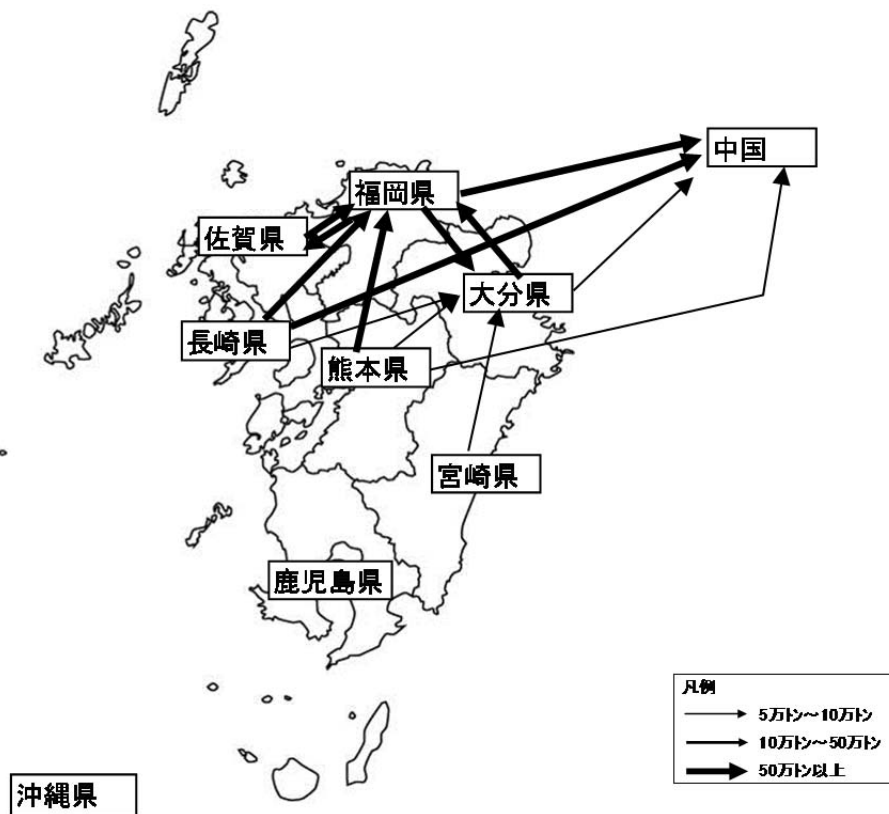 中国
福岡県
佐賀県
大分県
長崎県
熊本県
宮崎県
鹿児島県
沖縄県
凡例
5万トン～10万トン
10万トン～50万トン
50万トン以上